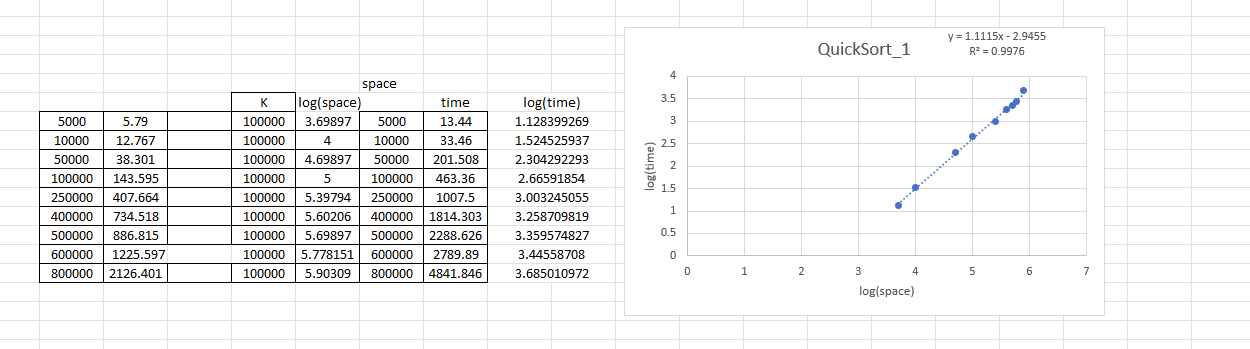 space
K log(space) time log(time)
5000 5.79 100000 3.69897 5000 13.44 1.128399269
10000 12.767 100000 4 10000 33.46 1.524525937
50000 38.301 100000 4.69897 50000 201.508 2.304292293
100000 143.595 100000 5 100000 463.36 2.66591854
250000 407.664 100000 5.39794 250000 1007.5 3.003245055
400000 734.518 100000 5.60206 400000 1814.303 3.258709819
500000 886.815 100000 5.69897 500000 2288.626 3.359574827
600000 1225.597 100000 5.778151 600000 2789.89 3.44558708
800000 2126.401 100000 5.90309 800000 4841.846 3.685010972
QuickSort_1
y = 1.1115x - 2.9455
R² = 0.9976
log(time)
4
3.5
3
2.5
2
1.5
1
0.5
0
0 1 2 3 4 5 6 7
log(space)